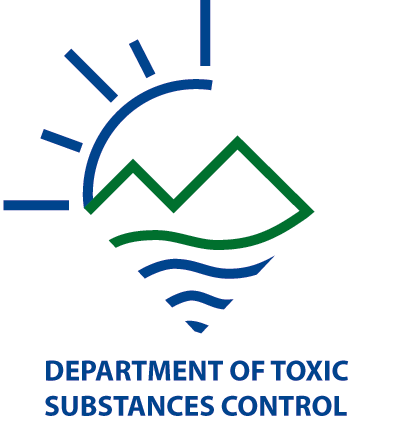 DEPARTMENT OF TOXIC
SUBSTANCES CONTROL